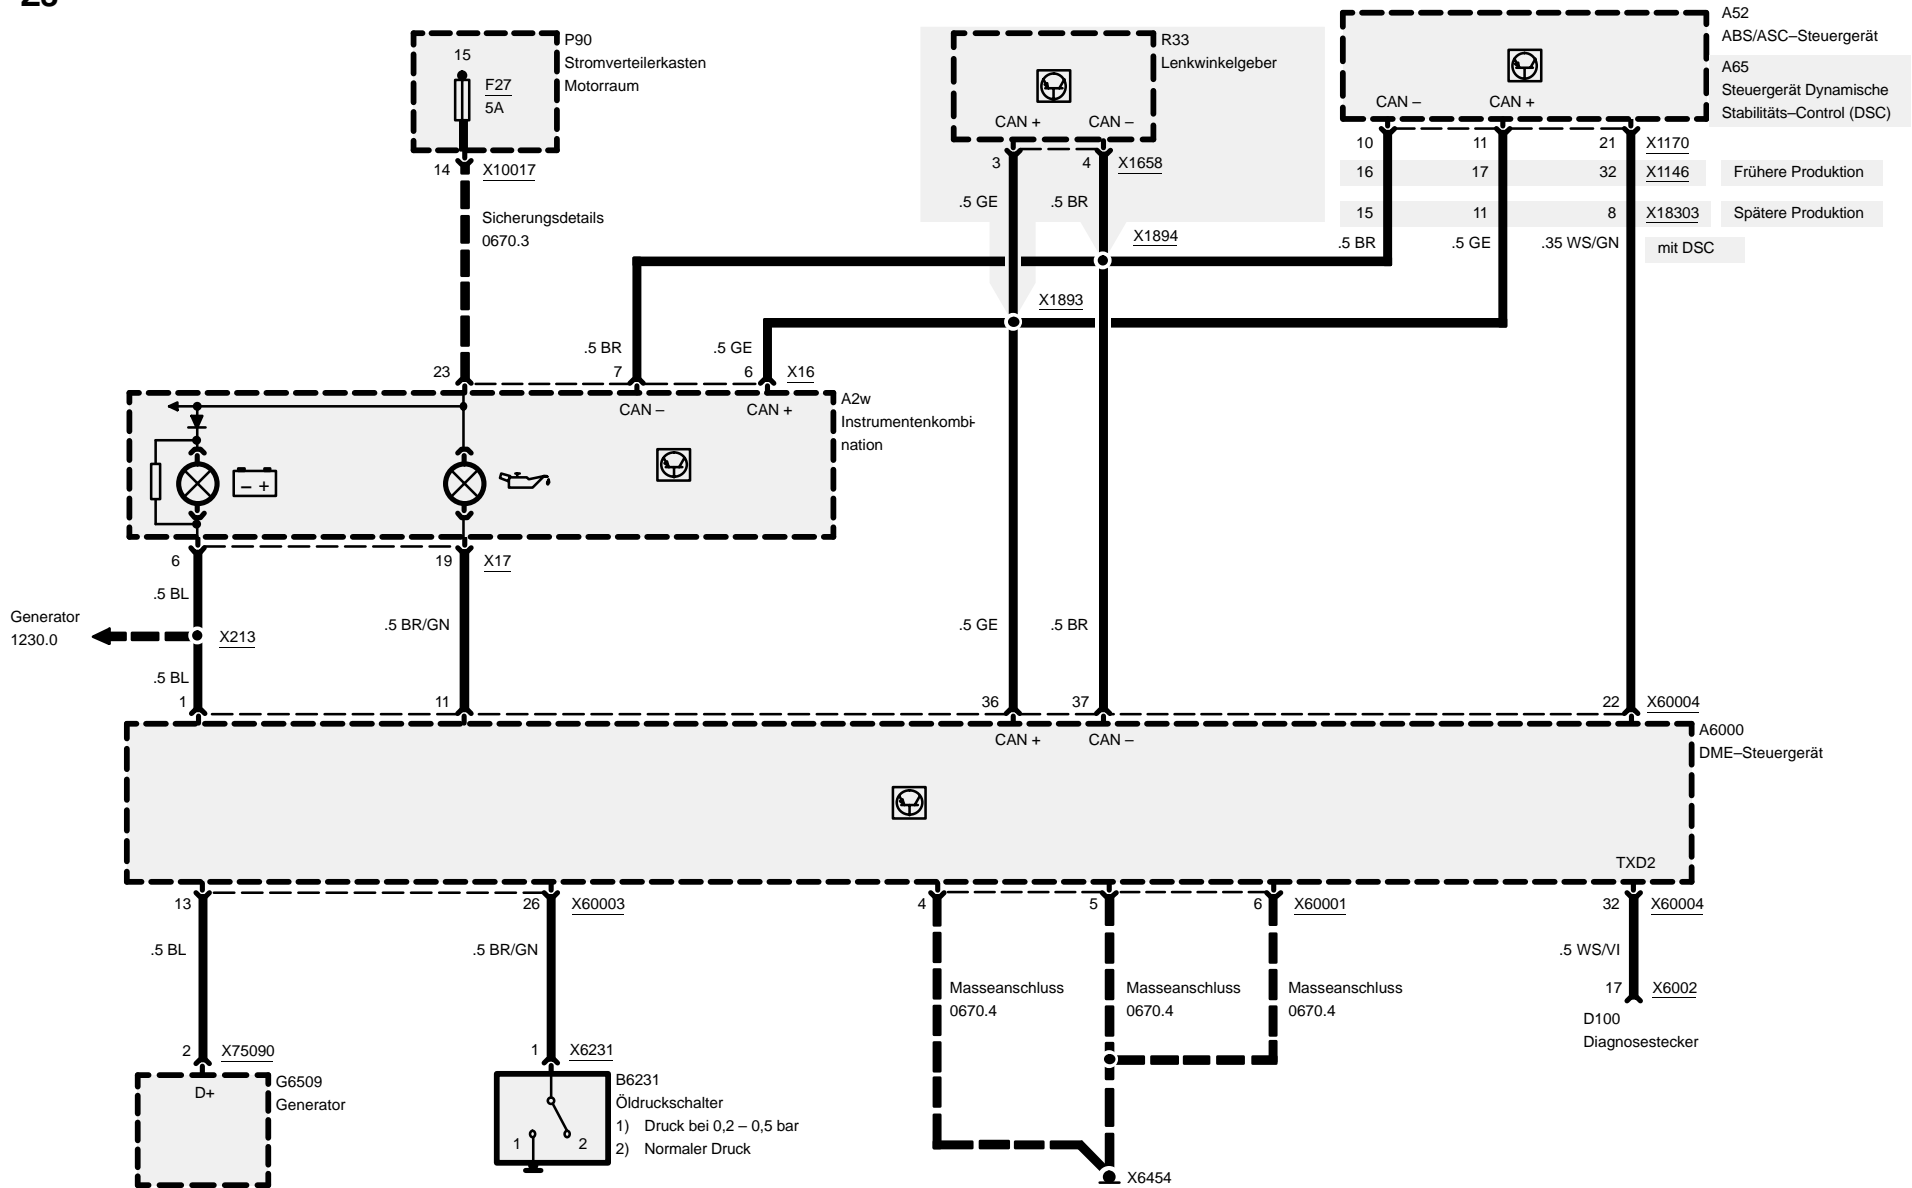 P90
Stromverteilerkasten
Motorraum
15
F27
5A
14 X10017
Sicherungsdetails
0670.3
R33
Lenkwinkelgeber
CAN + CAN –
3 4 X1658
.5 GE .5 BR
A52
ABS/ASC–Steuergerät
A65
Steuergerät Dynamische
Stabilitäts–Control (DSC)
CAN – CAN +
10 11 21 X1170
16 17 32 X1146 Frühere Produktion
15 11 8 X18303 Spätere Produktion
.5 BR .5 GE .35 WS/GN mit DSC
X1894
X1893
.5 BR .5 GE
23 7 6 X16
CAN – CAN +
A2w
Instrumentenkombi-
nation
– +
6 19 X17
.5 BL
Generator
1230.0
X213
.5 BR/GN .5 GE .5 BR
.5 BL
1 11 36 37 22 X60004
CAN + CAN –
A6000
DME–Steuergerät
TXD2
13 26 X60003 4 5 6 X60001 32 X60004
.5 BL .5 BR/GN .5 WS/VI
Masseanschluss Masseanschluss Masseanschluss
0670.4 0670.4 0670.4
17 X6002
D100
Diagnosestecker
2 X75090 1 X6231
D+
G6509
Generator
B6231
Öldruckschalter
1) Druck bei 0,2 – 0,5 bar
2) Normaler Druck
1 2
X6454